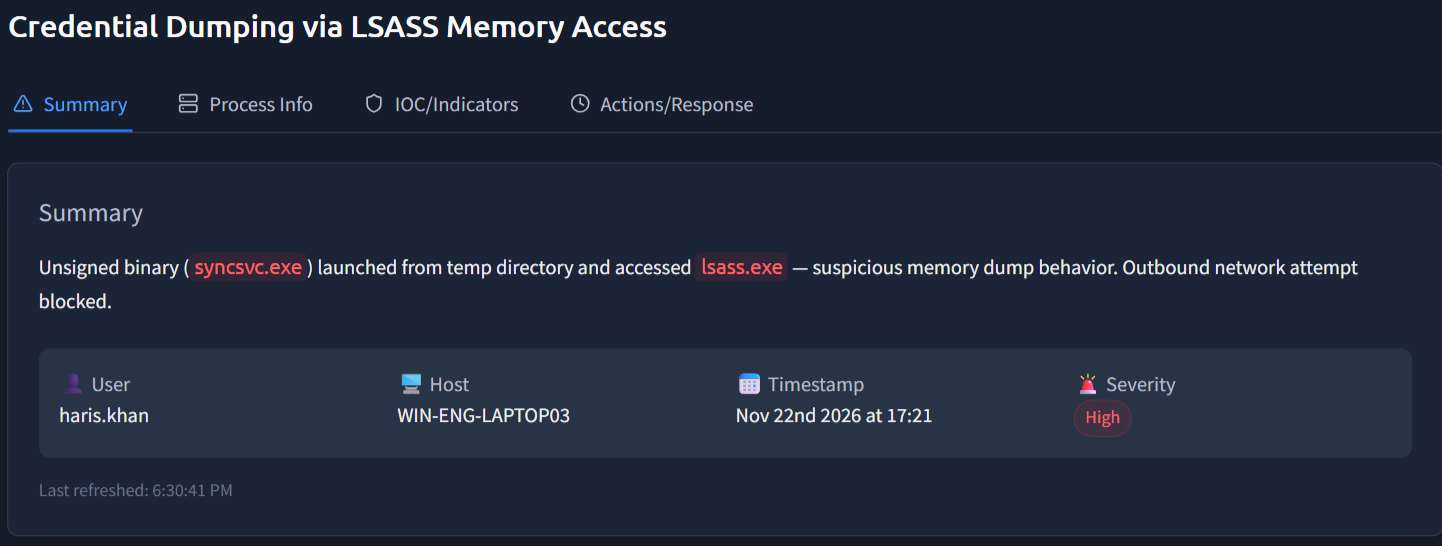 Credential Dumping via LSASS Memory Access
Summary Process Info IOC/Indicators Actions/Response
Summary
Unsigned binary ( syncsvc.exe ) launched from temp directory and accessed lsass.exe — suspicious memory dump behavior. Outbound network attempt
blocked.
User Host Timestamp Severity
haris.khan WIN-ENG-LAPTOP03 Nov 22nd 2026 at 17:21 High
Last refreshed: 6:30:41 PM